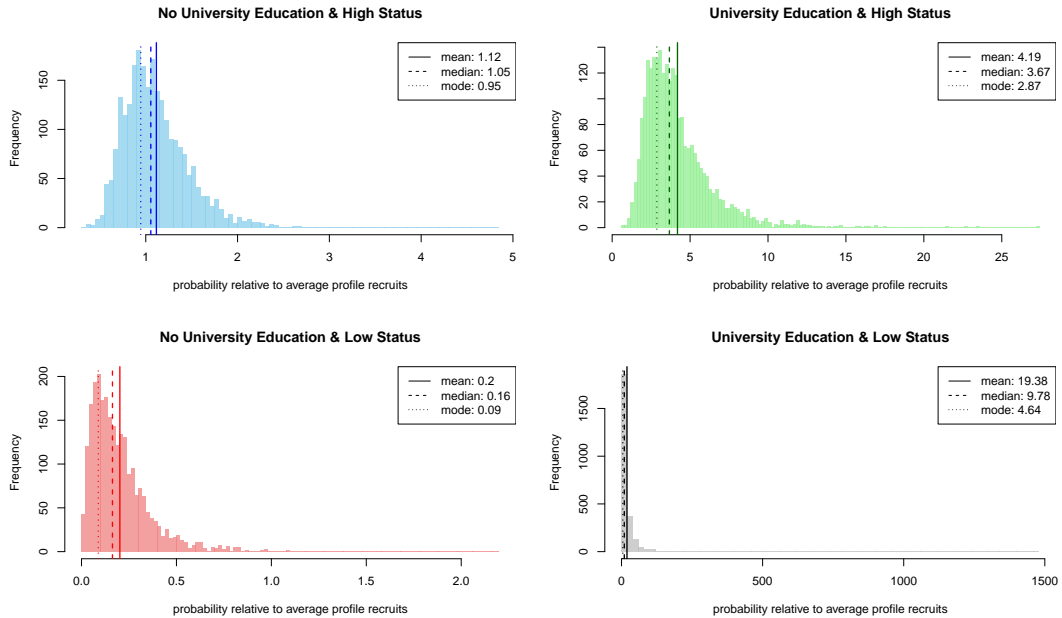 No University Education & High Status
mean: 1.12
median: 1.05
mode: 0.95
Frequency
0
50
100
150
1
2
3
4
5
probability relative to average profile recruits
University Education & High Status
mean: 4.19
median: 3.67
mode: 2.87
Frequency
0
20
40
60
80
120
0
5
10
15
20
25
probability relative to average profile recruits
No University Education & Low Status
mean: 0.2
median: 0.16
mode: 0.09
Frequency
0
50
100
150
200
0.0
0.5
1.0
1.5
2.0
probability relative to average profile recruits
University Education & Low Status
mean: 19.38
median: 9.78
mode: 4.64
Frequency
0
500
1000
1500
0
500
1000
1500
probability relative to average profile recruits